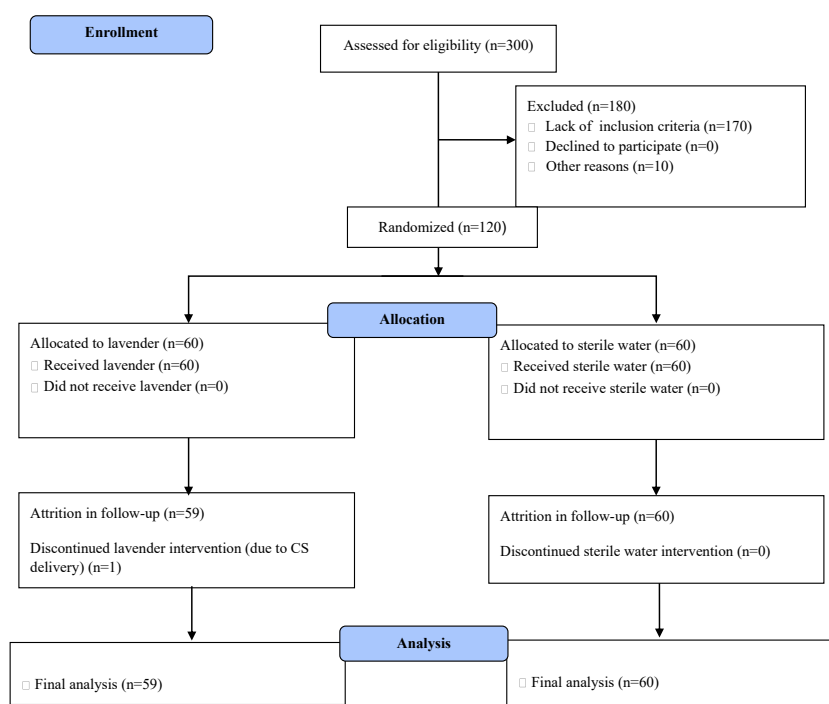 Enrollment
Assessed for eligibility (n=300)
Excluded (n=180)
Lack of inclusion criteria (n=170)
Declined to participate (n=0)
Other reasons (n=10)
Randomized (n=120)
Allocation
Allocated to lavender (n=60)
Received lavender (n=60)
Did not receive lavender (n=0)
Allocated to sterile water (n=60)
Received sterile water (n=60)
Did not receive sterile water (n=0)
Attrition in follow-up (n=59)
Discontinued lavender intervention (due to CS
delivery) (n=1)
Attrition in follow-up (n=60)
Discontinued sterile water intervention (n=0)
Analysis
Final analysis (n=59)
Final analysis (n=60)